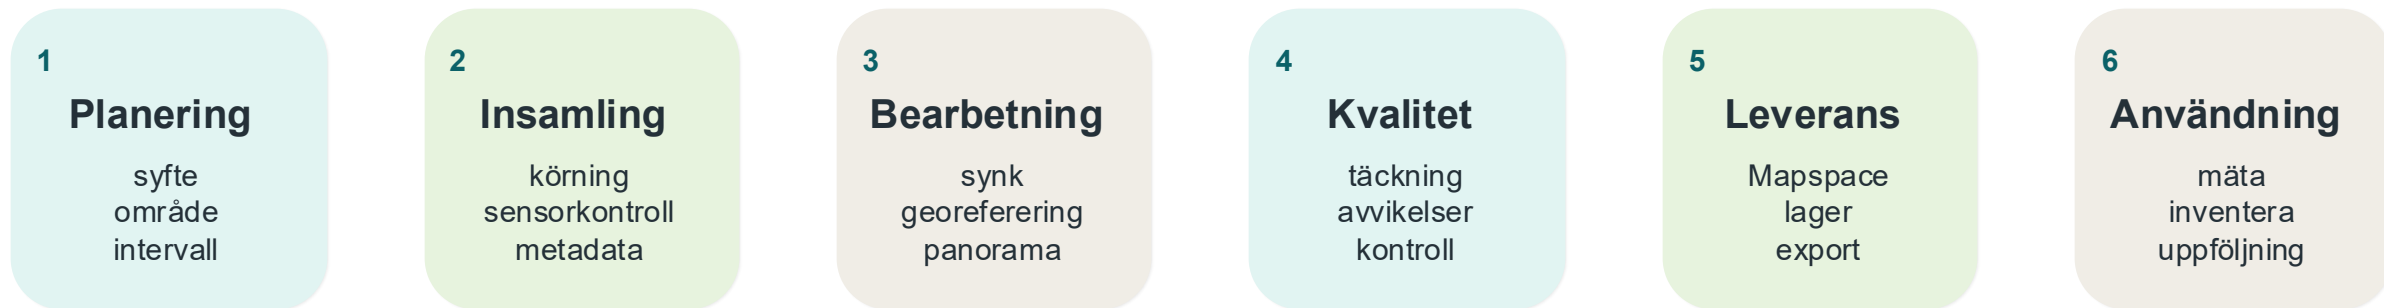 1
Planering
syfte
område
intervall
2
Insamling
körning
sensorkontroll
metadata
3
Bearbetning
synk
georeferering
panorama
4
Kvalitet
täckning
avvikelser
kontroll
5
Leverans
Mapspace
lager
export
6
Användning
mäta
inventera
uppföljning